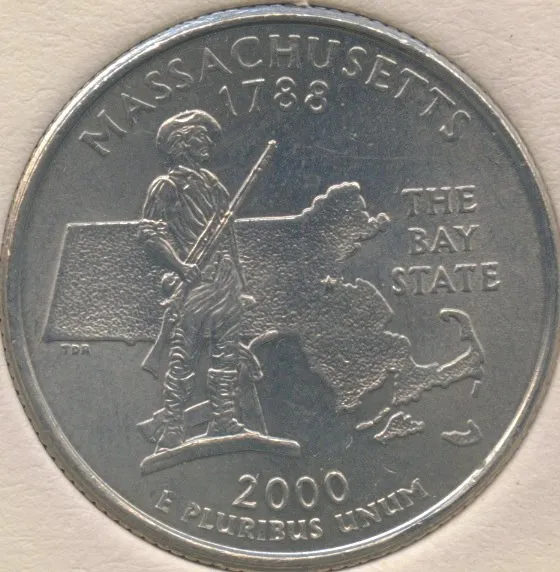 MASSACHUSETTS
1788
THE
BAY
STATE
TDR
2000
E PLURIBUS UNUM